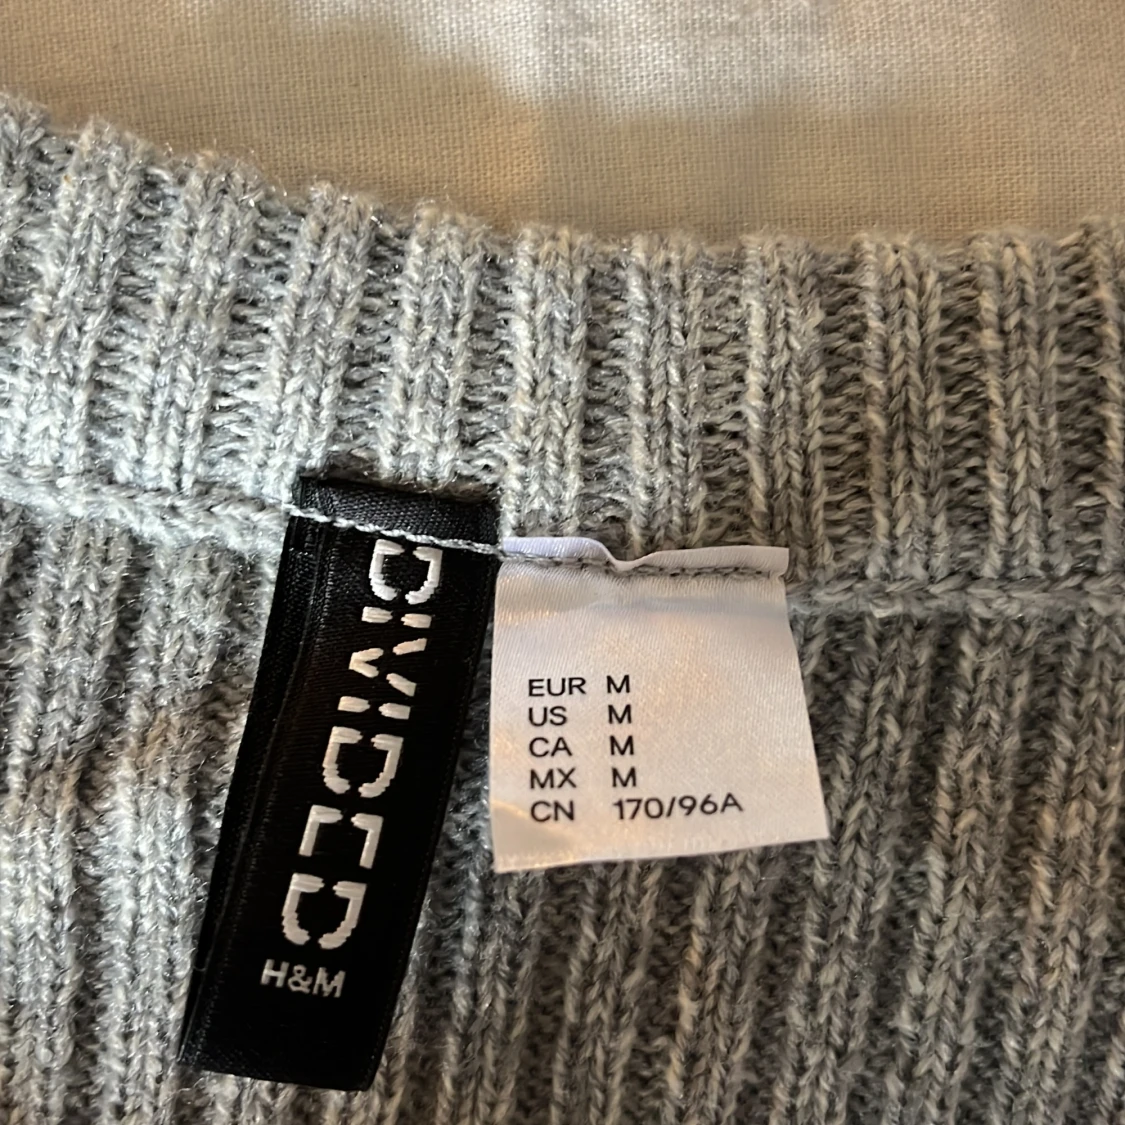 DIVIDED
H&M
EUR M
US M
CA M
MX M
CN 170/96A